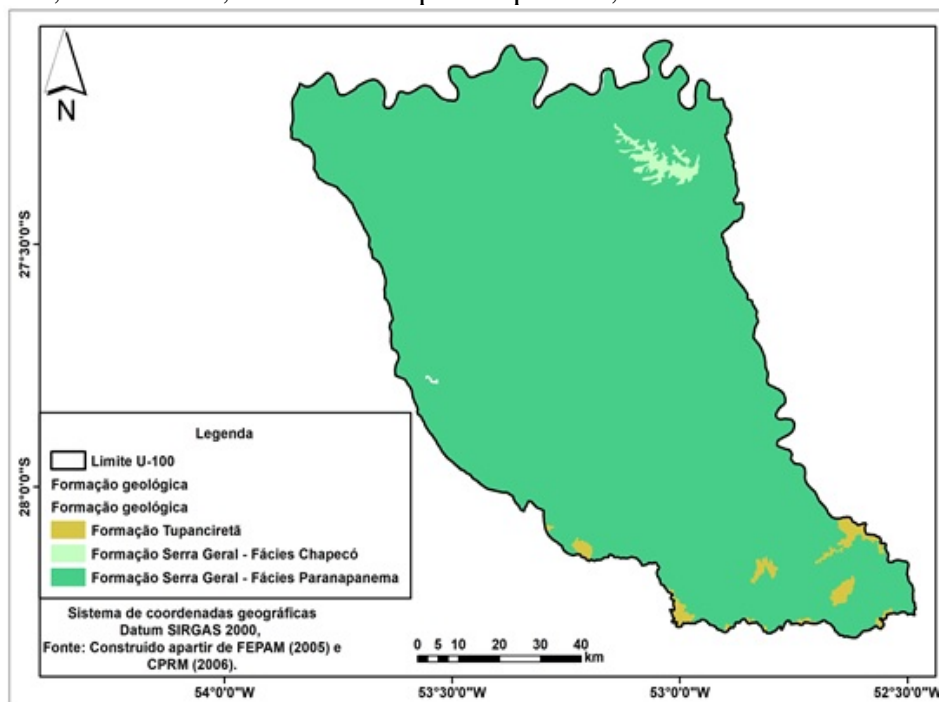 N
27°30'0"S
28°0'0"S
Legenda
Limite U-100
Formação geológica
Formação geológica
Formação Tupanciretã
Formação Serra Geral - Fácies Chapecó
Formação Serra Geral - Fácies Paranapanema
Sistema de coordenadas geográficas
Datum SIRGAS 2000,
Fonte: Construído apartir de FEPAM (2005) e
CPRM (2006).
0 5 10 20 30 40
km
54°0'0"W 53°30'0"W 53°0'0"W 52°30'0"W